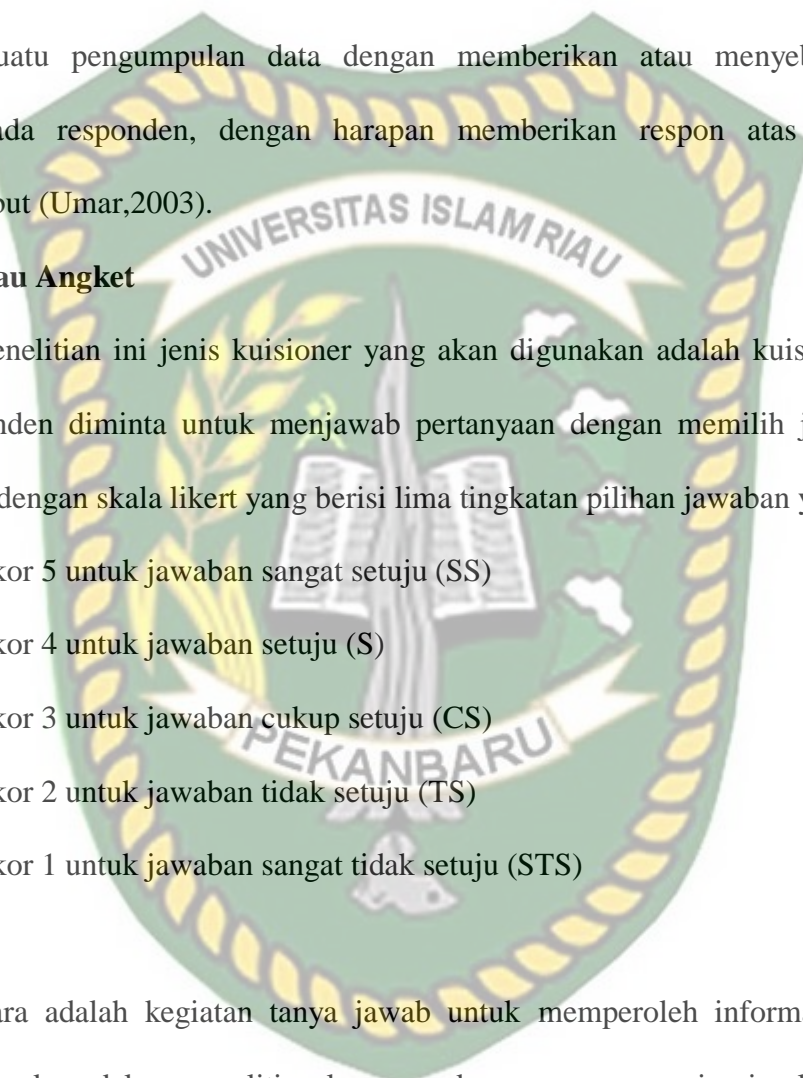 uatu pengumpulan data dengan memberikan atau menyeb
ada responden, dengan harapan memberikan respon atas
but (Umar,2003).
UNIVERSITAS ISLAM RIAU
au Angket
enelitian ini jenis kuisioner yang akan digunakan adalah kuis
nden diminta untuk menjawab pertanyaan dengan memilih j
dengan skala likert yang berisi lima tingkatan pilihan jawaban y
kor 5 untuk jawaban sangat setuju (SS)
kor 4 untuk jawaban setuju (S)
kor 3 untuk jawaban cukup setuju (CS)
PEKANBARU
kor 2 untuk jawaban tidak setuju (TS)
kor 1 untuk jawaban sangat tidak setuju (STS)
ara adalah kegiatan tanya jawab untuk memperoleh informa